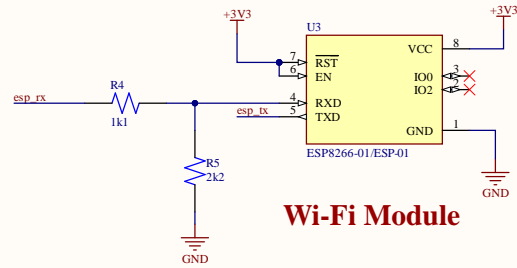 +3V3
+3V3
U3
VCC
8
7
RST
6
EN
IO0
3
IO2
2
R4
esp_rx
1k1
4
RXD
esp_tx
5
TXD
GND
1
ESP8266-01/ESP-01
R5
2k2
GND
Wi-Fi Module
GND